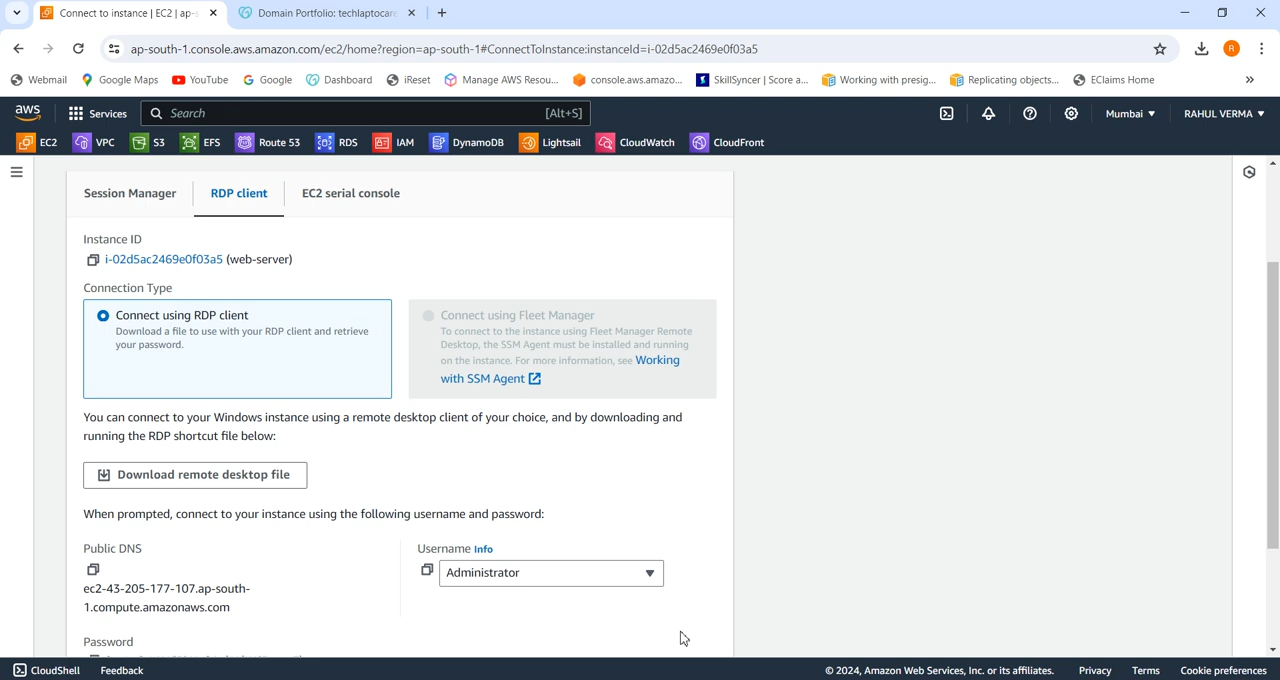 Connect to instance | EC2 | ap-s
Domain Portfolio: techlaptocare
ap-south-1.console.aws.amazon.com/ec2/home?region=ap-south-1#ConnectToInstance:instanceId=i-02d5ac2469e0f03a5
R
Webmail Google Maps YouTube Google Dashboard iReset Manage AWS Resou... console.aws.amazo... SkillSyncer | Score a... Working with presig... Replicating objects... EClaims Home »
aws Services Search [Alt+S] Mumbai RAHUL VERMA
EC2 VPC S3 EFS Route 53 RDS IAM DynamoDB Lightsail CloudWatch CloudFront
Session Manager RDP client EC2 serial console
Instance ID
i-02d5ac2469e0f03a5 (web-server)
Connection Type
Connect using RDP client
Download a file to use with your RDP client and retrieve
your password.
Connect using Fleet Manager
To connect to the instance using Fleet Manager Remote
Desktop, the SSM Agent must be installed and running
on the instance. For more information, see Working
with SSM Agent
You can connect to your Windows instance using a remote desktop client of your choice, and by downloading and
running the RDP shortcut file below:
Download remote desktop file
When prompted, connect to your instance using the following username and password:
Public DNS
ec2-43-205-177-107.ap-south-
1.compute.amazonaws.com
Username Info
Administrator
Password
CloudShell Feedback © 2024, Amazon Web Services, Inc. or its affiliates. Privacy Terms Cookie preferences